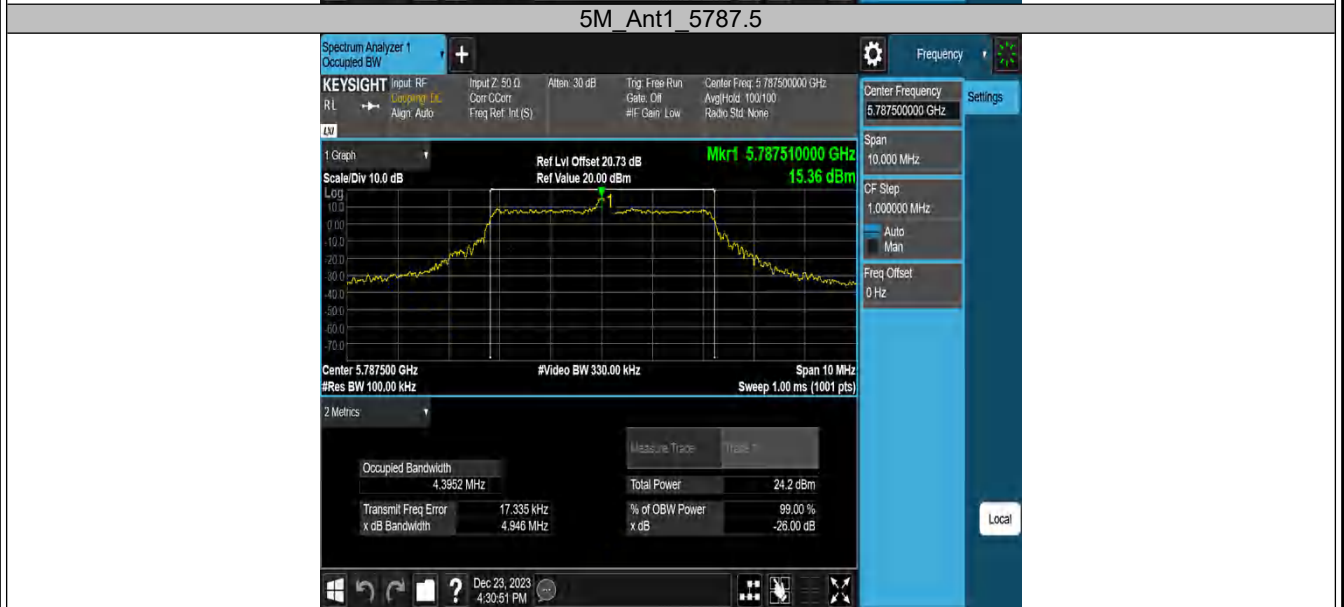 5M_Ant1_5787.5
Spectrum Analyzer 1
Occupied BW
+
Frequency
KEYSIGHT Input: RF
RL
Coupling: DC
Align: Auto
Input Z: 50 Ω
Corr CCorr
Freq Ref: Int (S)
Atten: 30 dB
Trig: Free Run
Gate: Off
#IF Gain: Low
Center Freq: 5.787500000 GHz
Avg|Hold: 100/100
Radio Std: None
LXI
Center Frequency
5.787500000 GHz
Settings
Span
10.000 MHz
CF Step
1.000000 MHz
Auto
Man
Freq Offset
0 Hz
1 Graph
Scale/Div 10.0 dB
Ref Lvl Offset 20.73 dB
Ref Value 20.00 dBm
Mkr1 5.787510000 GHz
15.36 dBm
Log
10.0
0.00
-10.0
-20.0
-30.0
-40.0
-50.0
-60.0
-70.0
1
Center 5.787500 GHz
#Res BW 100.00 kHz
#Video BW 330.00 kHz
Span 10 MHz
Sweep 1.00 ms (1001 pts)
2 Metrics
Measure Trace Trace 1
Occupied Bandwidth
4.3952 MHz
Total Power 24.2 dBm
Transmit Freq Error 17.335 kHz
% of OBW Power 99.00 %
x dB Bandwidth 4.946 MHz
x dB -26.00 dB
Local
?
Dec 23, 2023
4:30:51 PM